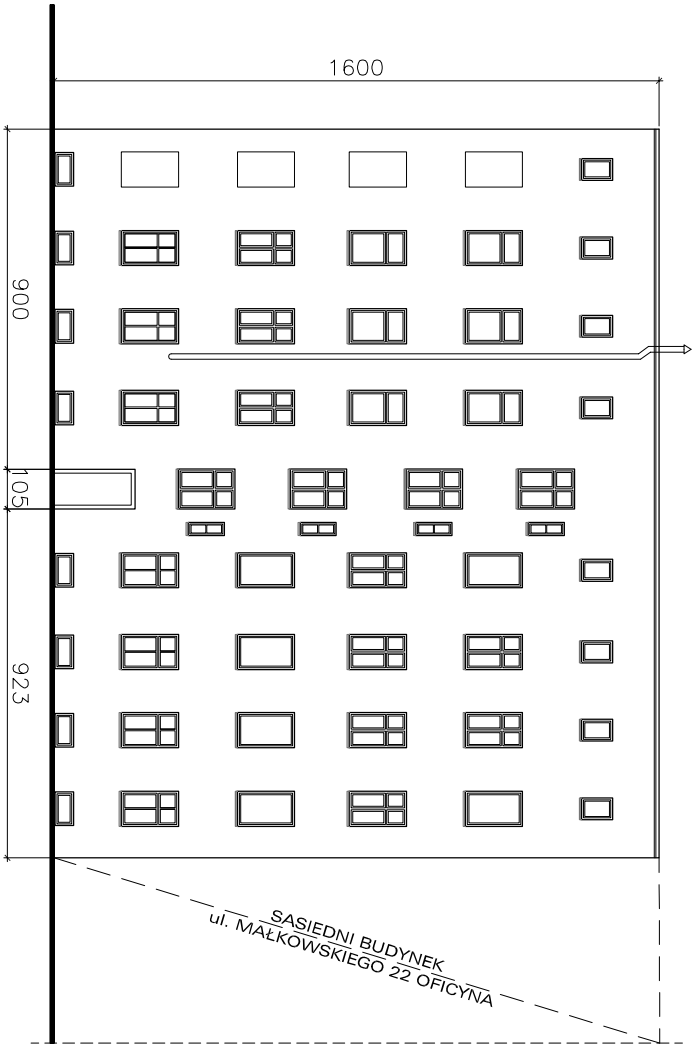 1600
900
105
923
SASIEDNI BUDYNEK
ul. MAŁKOWSKIEGO 22 OFICYNA